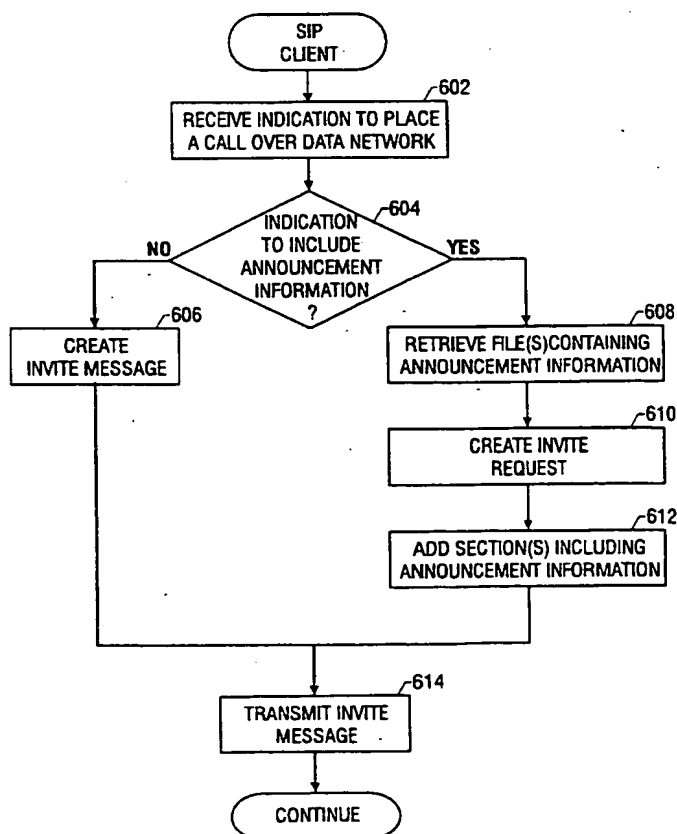 SIP
CLIENT
602
RECEIVE INDICATION TO PLACE
A CALL OVER DATA NETWORK
604
INDICATION
TO INCLUDE
ANNOUNCEMENT
INFORMATION
?
NO
YES
606
CREATE
INVITE MESSAGE
608
RETRIEVE FILE(S)CONTAINING
ANNOUNCEMENT INFORMATION
610
CREATE INVITE
REQUEST
612
ADD SECTION(S) INCLUDING
ANNOUNCEMENT INFORMATION
614
TRANSMIT INVITE
MESSAGE
CONTINUE